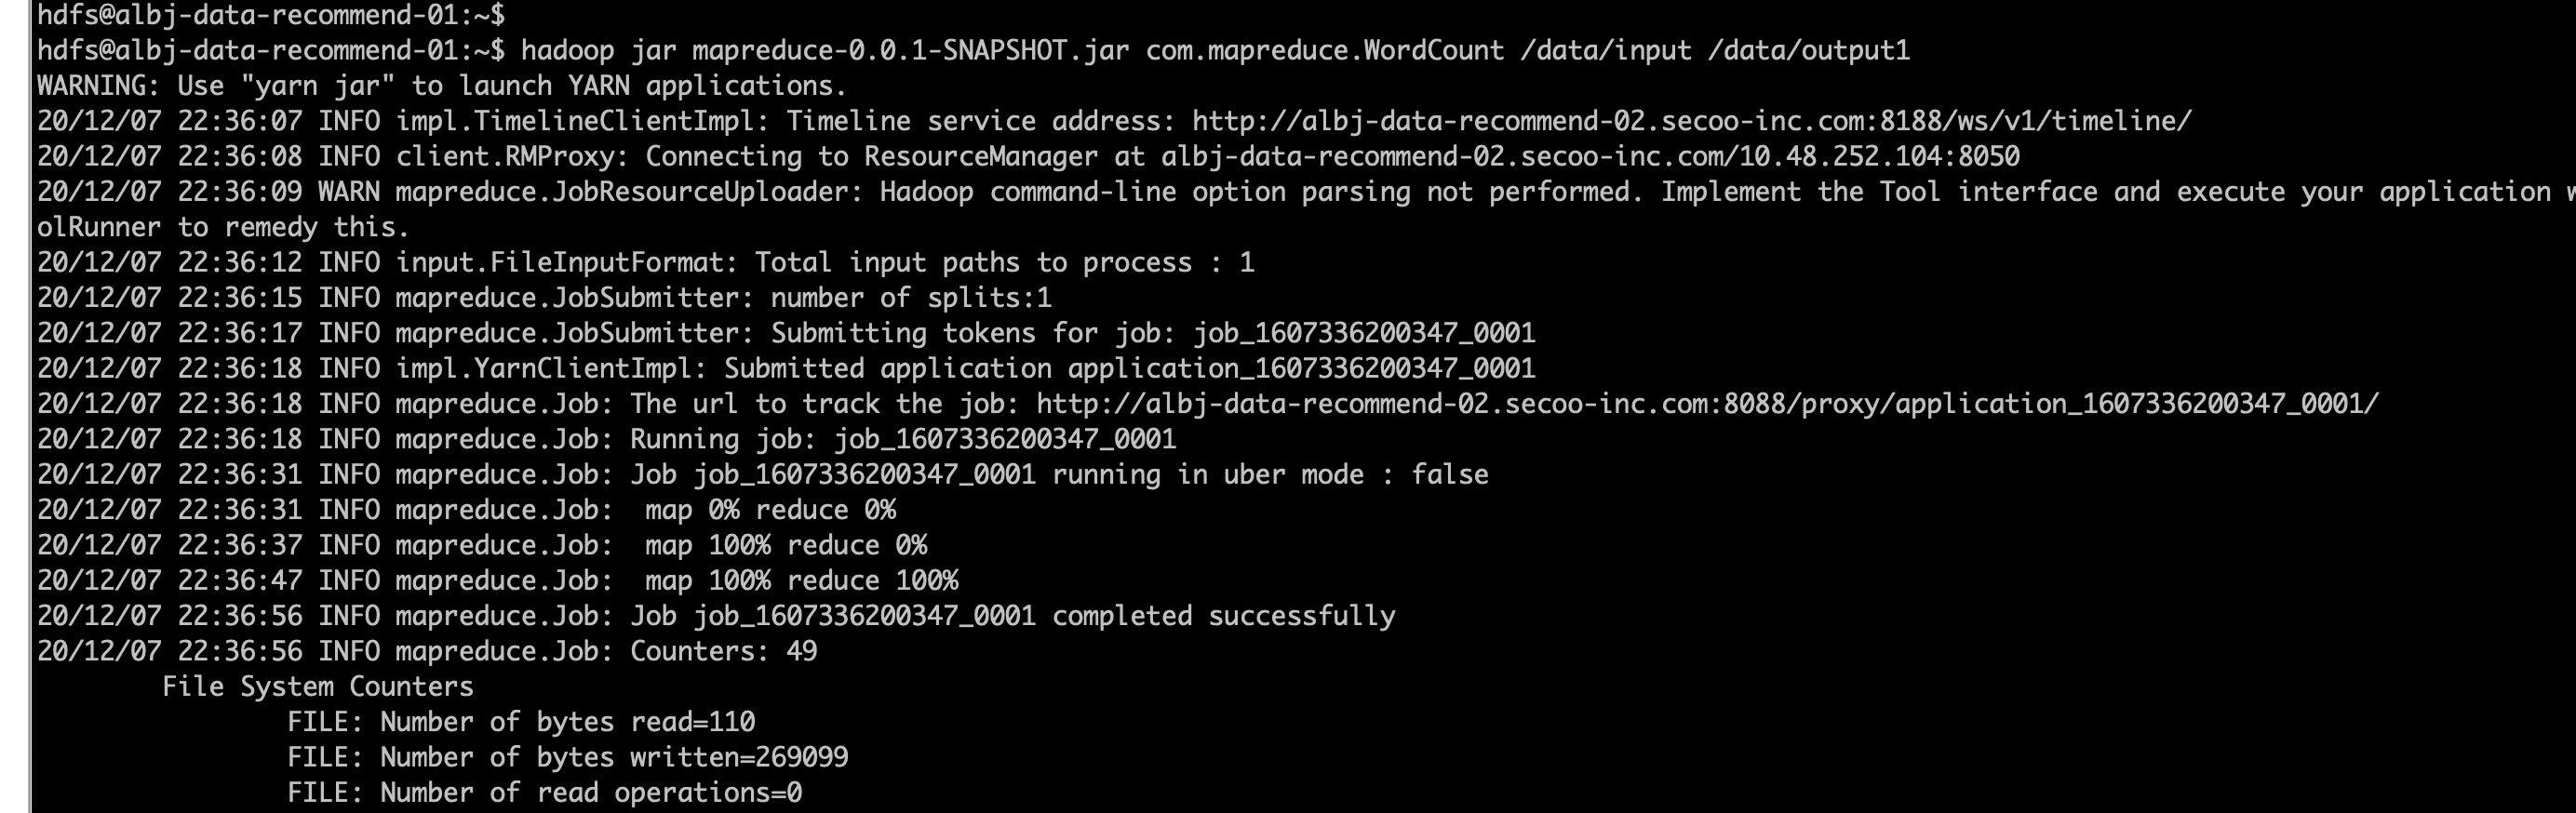 hdfs@albj-data-recommend-01:~$
hdfs@albj-data-recommend-01:~$ hadoop jar mapreduce-0.0.1-SNAPSHOT.jar com.mapreduce.WordCount /data/input /data/output1
WARNING: Use "yarn jar" to launch YARN applications.
20/12/07 22:36:07 INFO impl.TimelineClientImpl: Timeline service address: http://albj-data-recommend-02.secoo-inc.com:8188/ws/v1/timeline/
20/12/07 22:36:08 INFO client.RMProxy: Connecting to ResourceManager at albj-data-recommend-02.secoo-inc.com/10.48.252.104:8050
20/12/07 22:36:09 WARN mapreduce.JobResourceUploader: Hadoop command-line option parsing not performed. Implement the Tool interface and execute your application
olRunner to remedy this.
20/12/07 22:36:12 INFO input.FileInputFormat: Total input paths to process : 1
20/12/07 22:36:15 INFO mapreduce.JobSubmitter: number of splits:1
20/12/07 22:36:17 INFO mapreduce.JobSubmitter: Submitting tokens for job: job_1607336200347_0001
20/12/07 22:36:18 INFO impl.YarnClientImpl: Submitted application application_1607336200347_0001
20/12/07 22:36:18 INFO mapreduce.Job: The url to track the job: http://albj-data-recommend-02.secoo-inc.com:8088/proxy/application_1607336200347_0001/
20/12/07 22:36:18 INFO mapreduce.Job: Running job: job_1607336200347_0001
20/12/07 22:36:31 INFO mapreduce.Job: Job job_1607336200347_0001 running in uber mode : false
20/12/07 22:36:31 INFO mapreduce.Job:  map 0% reduce 0%
20/12/07 22:36:37 INFO mapreduce.Job:  map 100% reduce 0%
20/12/07 22:36:47 INFO mapreduce.Job:  map 100% reduce 100%
20/12/07 22:36:56 INFO mapreduce.Job: Job job_1607336200347_0001 completed successfully
20/12/07 22:36:56 INFO mapreduce.Job: Counters: 49
File System Counters
FILE: Number of bytes read=110
FILE: Number of bytes written=269099
FILE: Number of read operations=0